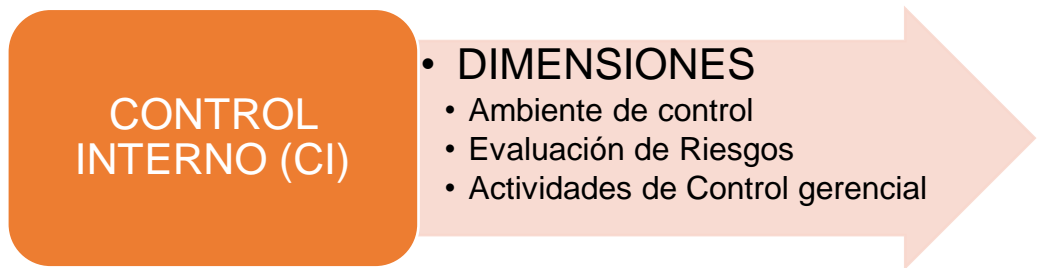 CONTROL
INTERNO (CI)
• DIMENSIONES
• Ambiente de control
• Evaluación de Riesgos
• Actividades de Control gerencial